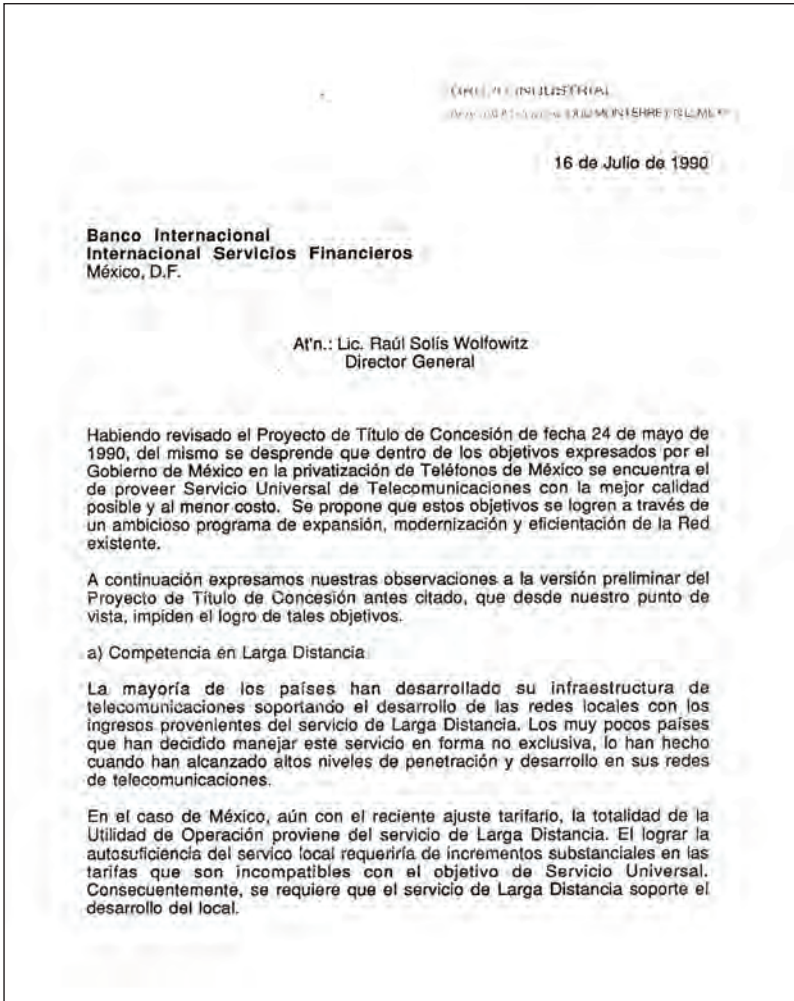 INDUSTRIAL
16 de Julio de 1990
Banco Internacional
Internacional Servicios Financieros
México, D.F.
At'n.: Lic. Raúl Solís Wolfowitz
Director General
Habiendo revisado el Proyecto de Título de Concesión de fecha 24 de mayo de
1990, del mismo se desprende que dentro de los objetivos expresados por el
Gobierno de México en la privatización de Teléfonos de México se encuentra el
de proveer Servicio Universal de Telecomunicaciones con la mejor calidad
posible y al menor costo. Se propone que estos objetivos se logren a través de
un ambicioso programa de expansión, modernización y eficientación de la Red
existente.
A continuación expresamos nuestras observaciones a la versión preliminar del
Proyecto de Título de Concesión antes citado, que desde nuestro punto de
vista, impiden el logro de tales objetivos.
a) Competencia en Larga Distancia
La mayoría de los países han desarrollado su infraestructura de
telecomunicaciones soportando el desarrollo de las redes locales con los
ingresos provenientes del servicio de Larga Distancia. Los muy pocos países
que han decidido manejar este servicio en forma no exclusiva, lo han hecho
cuando han alcanzado altos niveles de penetración y desarrollo en sus redes
de telecomunicaciones.
En el caso de México, aún con el reciente ajuste tarifario, la totalidad de la
Utilidad de Operación proviene del servicio de Larga Distancia. El lograr la
autosuficiencia del servico local requeriría de incrementos substanciales en las
tarifas que son incompatibles con el objetivo de Servicio Universal.
Consecuentemente, se requiere que el servicio de Larga Distancia soporte el
desarrollo del local.